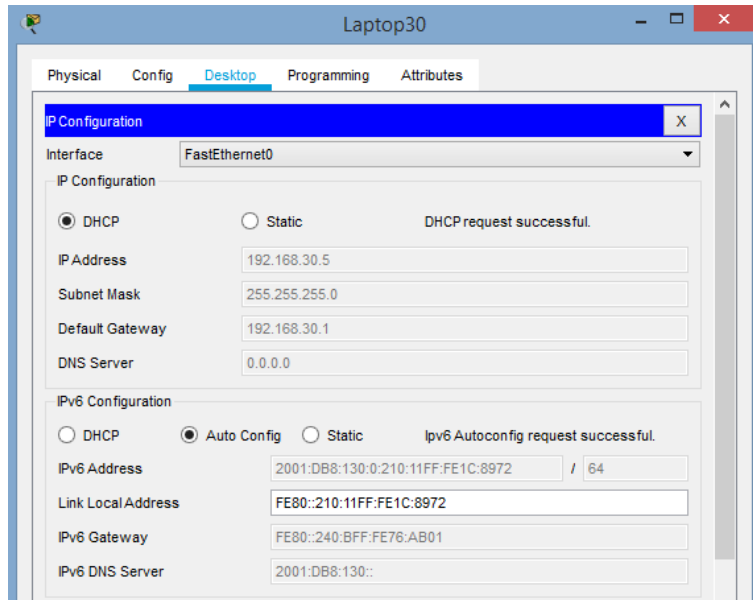 Laptop30
Physical Config Desktop Programming Attributes
IP Configuration X
Interface FastEthernet0
IP Configuration
DHCP Static DHCP request successful.
IP Address 192.168.30.5
Subnet Mask 255.255.255.0
Default Gateway 192.168.30.1
DNS Server 0.0.0.0
IPv6 Configuration
DHCP Auto Config Static Ipv6 Autoconfig request successful.
IPv6 Address 2001:DB8:130:0:210:11FF:FE1C:8972 / 64
Link Local Address FE80::210:11FF:FE1C:8972
IPv6 Gateway FE80::240:BFF:FE76:AB01
IPv6 DNS Server 2001:DB8:130::